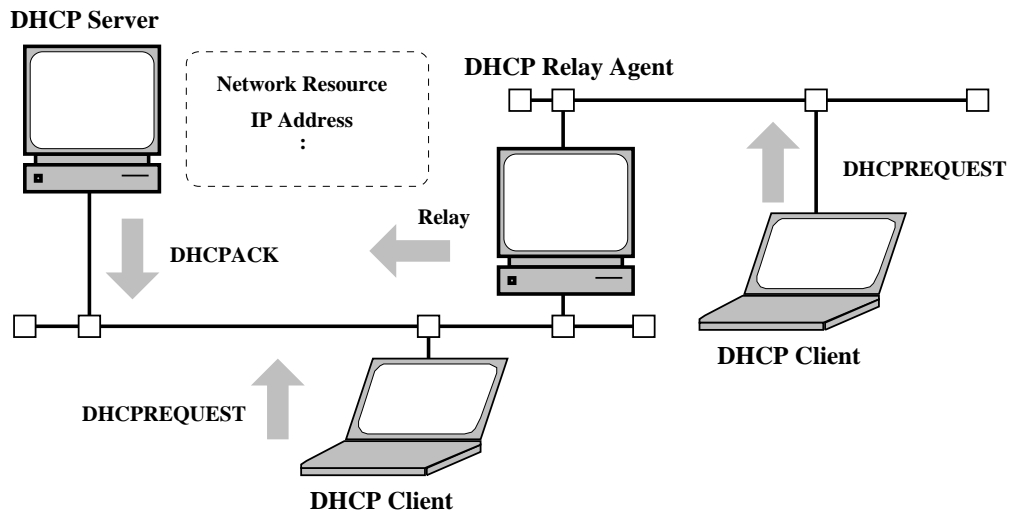 DHCP Server
Network Resource
IP Address
:
DHCP Relay Agent
DHCPREQUEST
Relay
DHCPACK
DHCP Client
DHCPREQUEST
DHCP Client